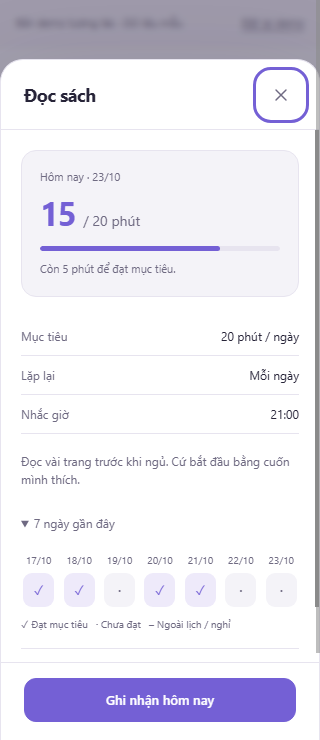 Đọc sách
Hôm nay · 23/10
15 / 20 phút
Còn 5 phút để đạt mục tiêu.
Mục tiêu 20 phút / ngày
Lặp lại Mỗi ngày
Nhắc giờ 21:00
Đọc vài trang trước khi ngủ. Cứ bắt đầu bằng cuốn
mình thích.
▼ 7 ngày gần đây
17/10 18/10 19/10 20/10 21/10 22/10 23/10
✓ ✓ · ✓ ✓ · ·
✓ Đạt mục tiêu · Chưa đạt – Ngoài lịch / nghỉ
Ghi nhận hôm nay